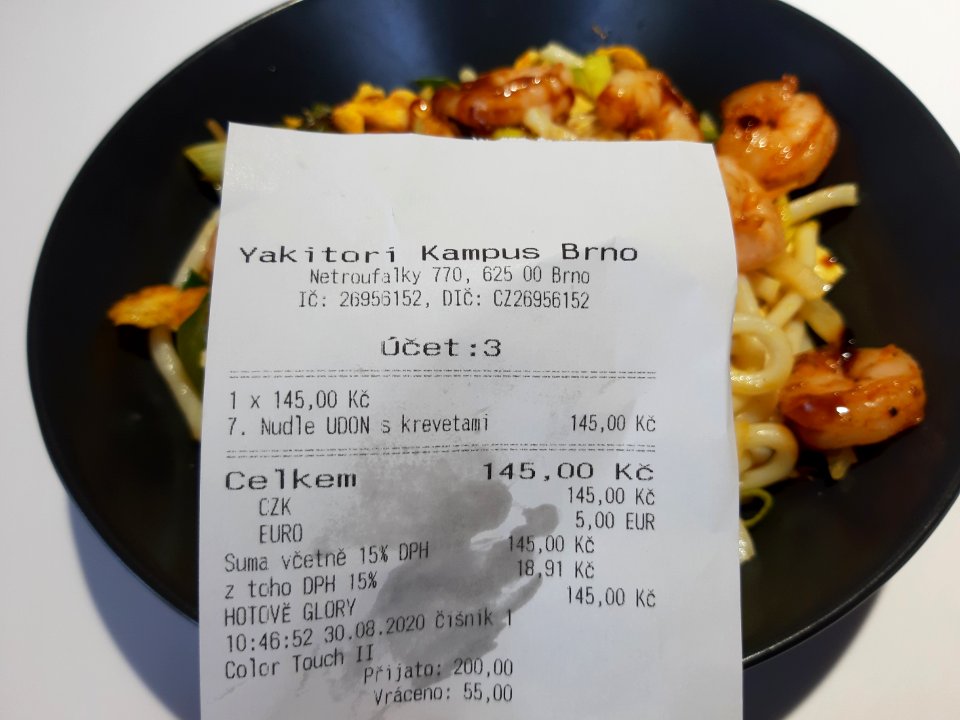 Yakitori Kampus Brno
Netroufalky 770, 625 00 Brno
Ič: 26956152, DIČ: CZ26956152
Účet:3
1 x 145,00 Kč
7. Nudle UDON s krevetami 145,00 Kč
Celkem 145,00 Kč
CZK 145,00 Kč
EURO 5,00 EUR
Suma včetně 15% DPH 145,00 Kč
z toho DPH 15% 18,91 Kč
HOTOVĚ GLORY 145,00 Kč
10:46:52 30.08.2020 číšník 1
Color Touch II
Přijato: 200,00
Vráceno: 55,00